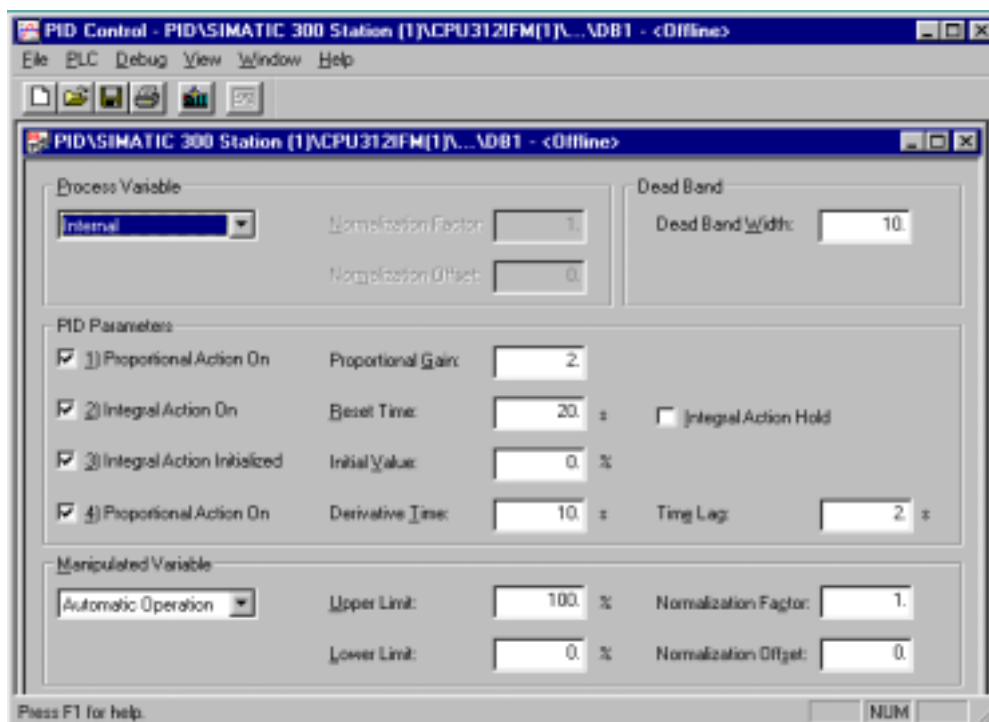 PID Control - PID\SIMATIC 300 Station (1)\CPU312IFM(1)\...\DB1 - <Offline>
File PLC Debug View Window Help
PID\SIMATIC 300 Station (1)\CPU312IFM(1)\...\DB1 - <Offline>
Process Variable
Internal
Normalization Factor: 1.
Normalization Offset: 0.
Dead Band
Dead Band Width: 10.
PID Parameters
1) Proportional Action On Proportional Gain: 2.
2) Integral Action On Reset Time: 20. s Integral Action Hold
3) Integral Action Initialized Initial Value: 0. %
4) Proportional Action On Derivative Time: 10. s Time Lag: 2. s
Manipulated Variable
Automatic Operation Upper Limit: 100. % Normalization Factor: 1.
Lower Limit: 0. % Normalization Offset: 0.
Press F1 for help. NUM